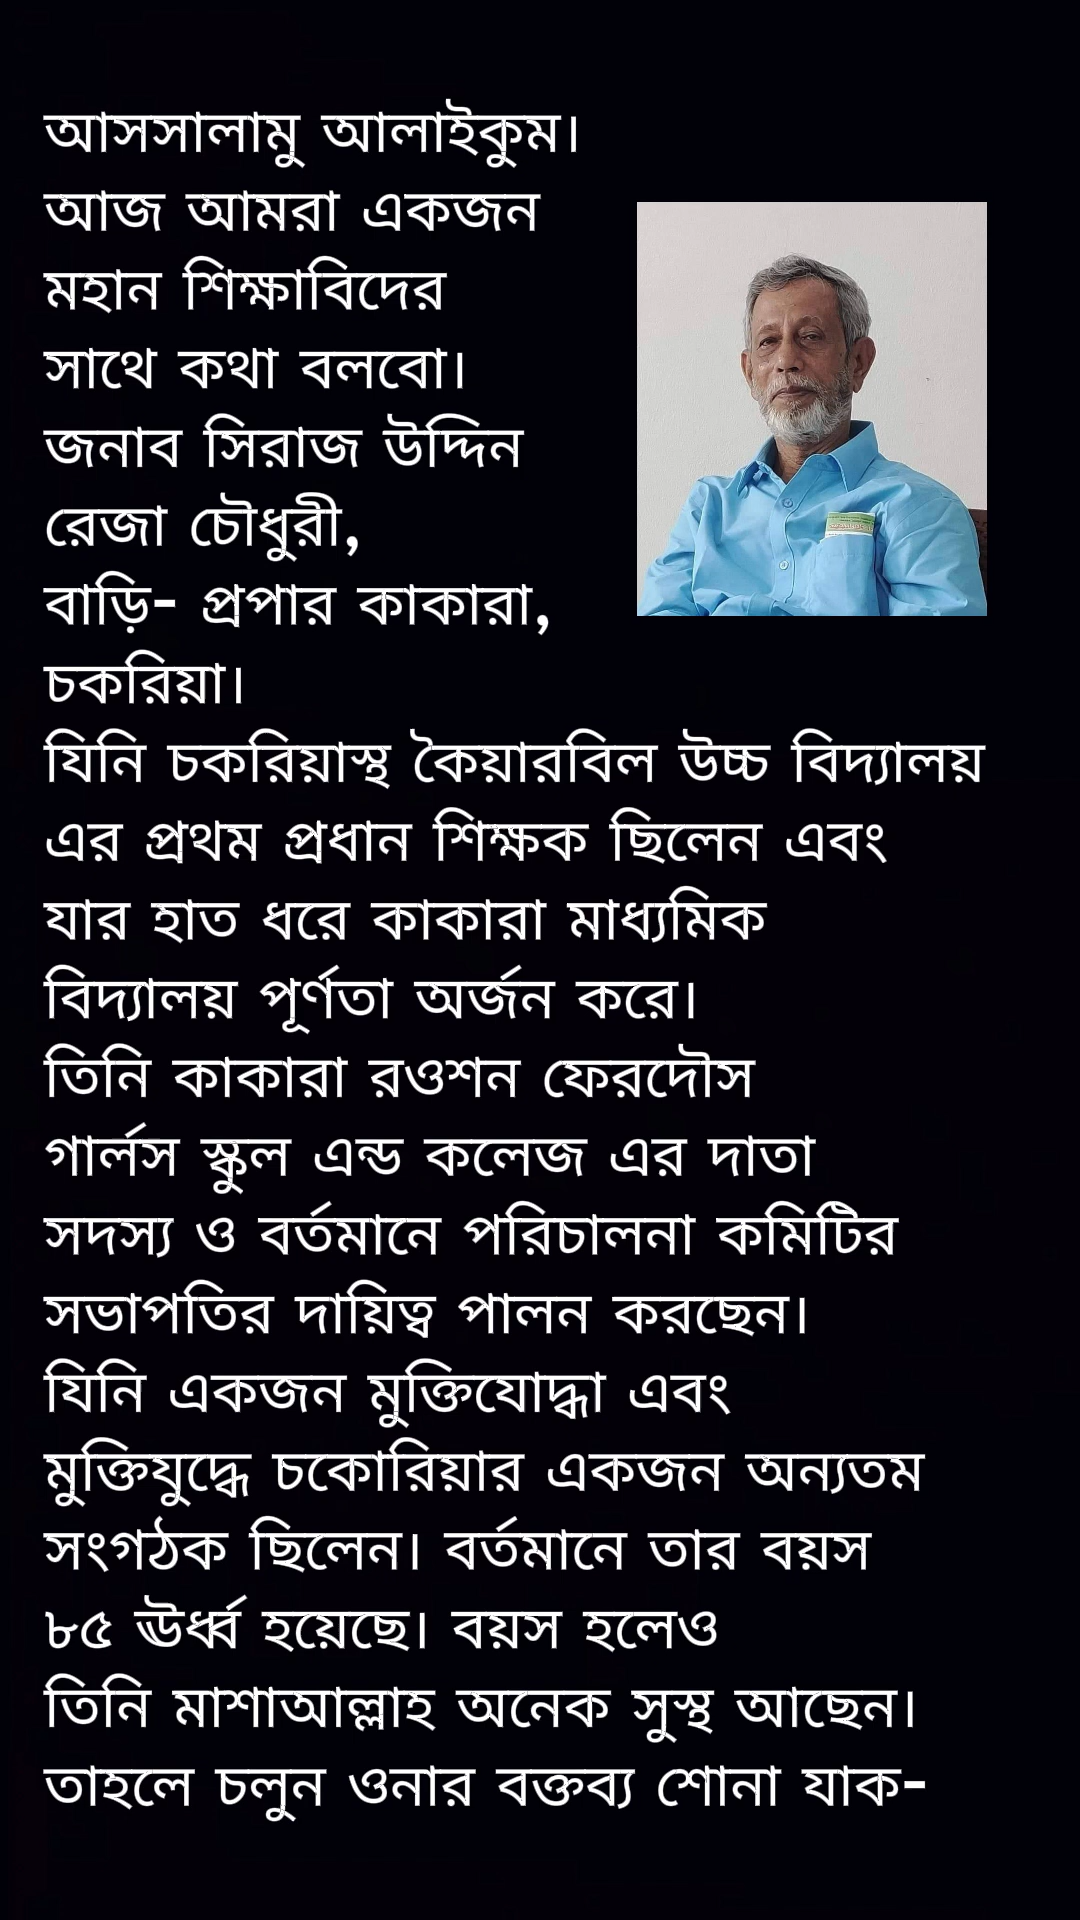 আসসালামু আলাইকুম।
আজ আমরা একজন
মহান শিক্ষাবিদের
সাথে কথা বলবো।
জনাব সিরাজ উদ্দিন
রেজা চৌধুরী,
বাড়ি- প্রপার কাকারা,
চকরিয়া।
যিনি চকরিয়াস্থ কৈয়ারবিল উচ্চ বিদ্যালয়
এর প্রথম প্রধান শিক্ষক ছিলেন এবং
যার হাত ধরে কাকারা মাধ্যমিক
বিদ্যালয় পূর্ণতা অর্জন করে।
তিনি কাকারা রওশন ফেরদৌস
গার্লস স্কুল এন্ড কলেজ এর দাতা
সদস্য ও বর্তমানে পরিচালনা কমিটির
সভাপতির দায়িত্ব পালন করছেন।
যিনি একজন মুক্তিযোদ্ধা এবং
মুক্তিযুদ্ধে চকোরিয়ার একজন অন্যতম
সংগঠক ছিলেন। বর্তমানে তার বয়স
৮৫ ঊর্ধ্ব হয়েছে। বয়স হলেও
তিনি মাশাআল্লাহ অনেক সুস্থ আছেন।
তাহলে চলুন ওনার বক্তব্য শোনা যাক-